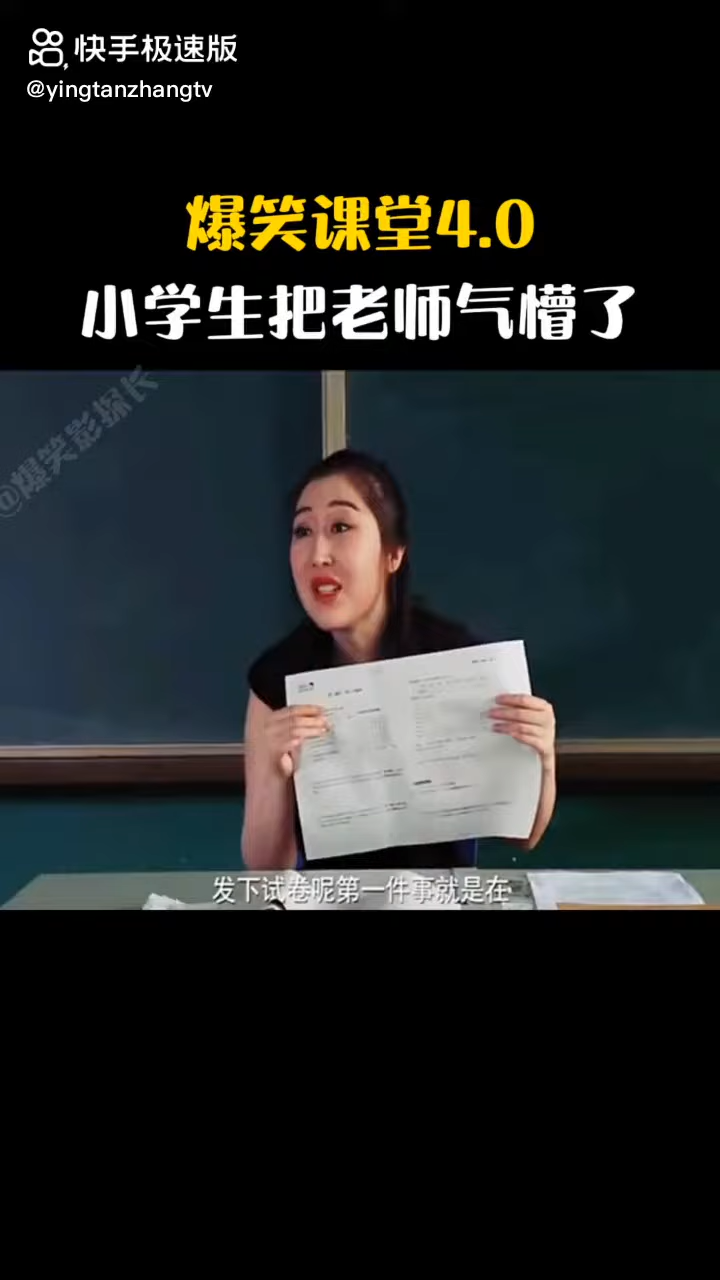 快手极速版
@yingtanzhangtv
爆笑课堂4.0
小学生把老师气懵了
@爆笑影探长
发下试卷呢第一件事就是在